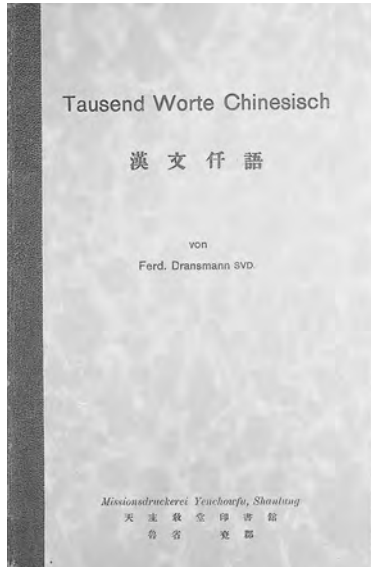 Tausend Worte Chinesisch
漢文仟語
von
Ferd. Dransmann SVD.
Missionsdruckerei Yenchowfu, Shantung
天主教堂印書館
魯省兗郡